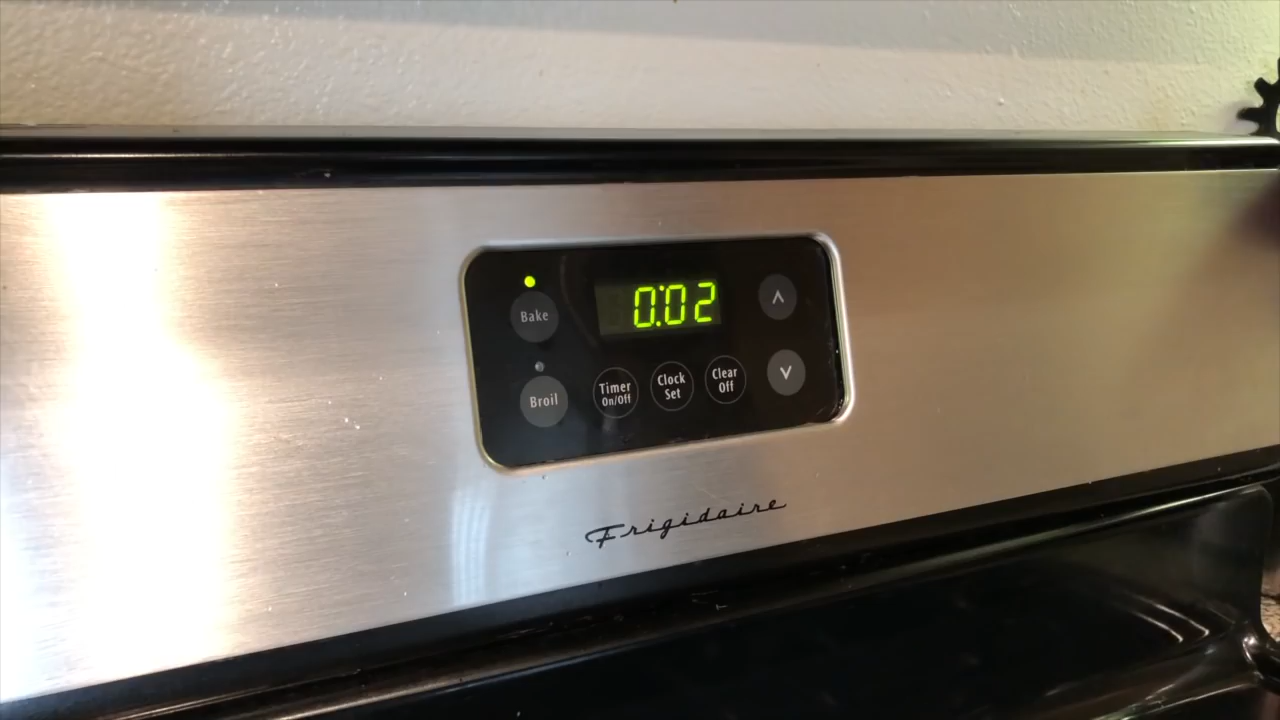 Bake
0:02
Broil
Timer
On/Off
Clock
Set
Clear
Off
Frigidaire